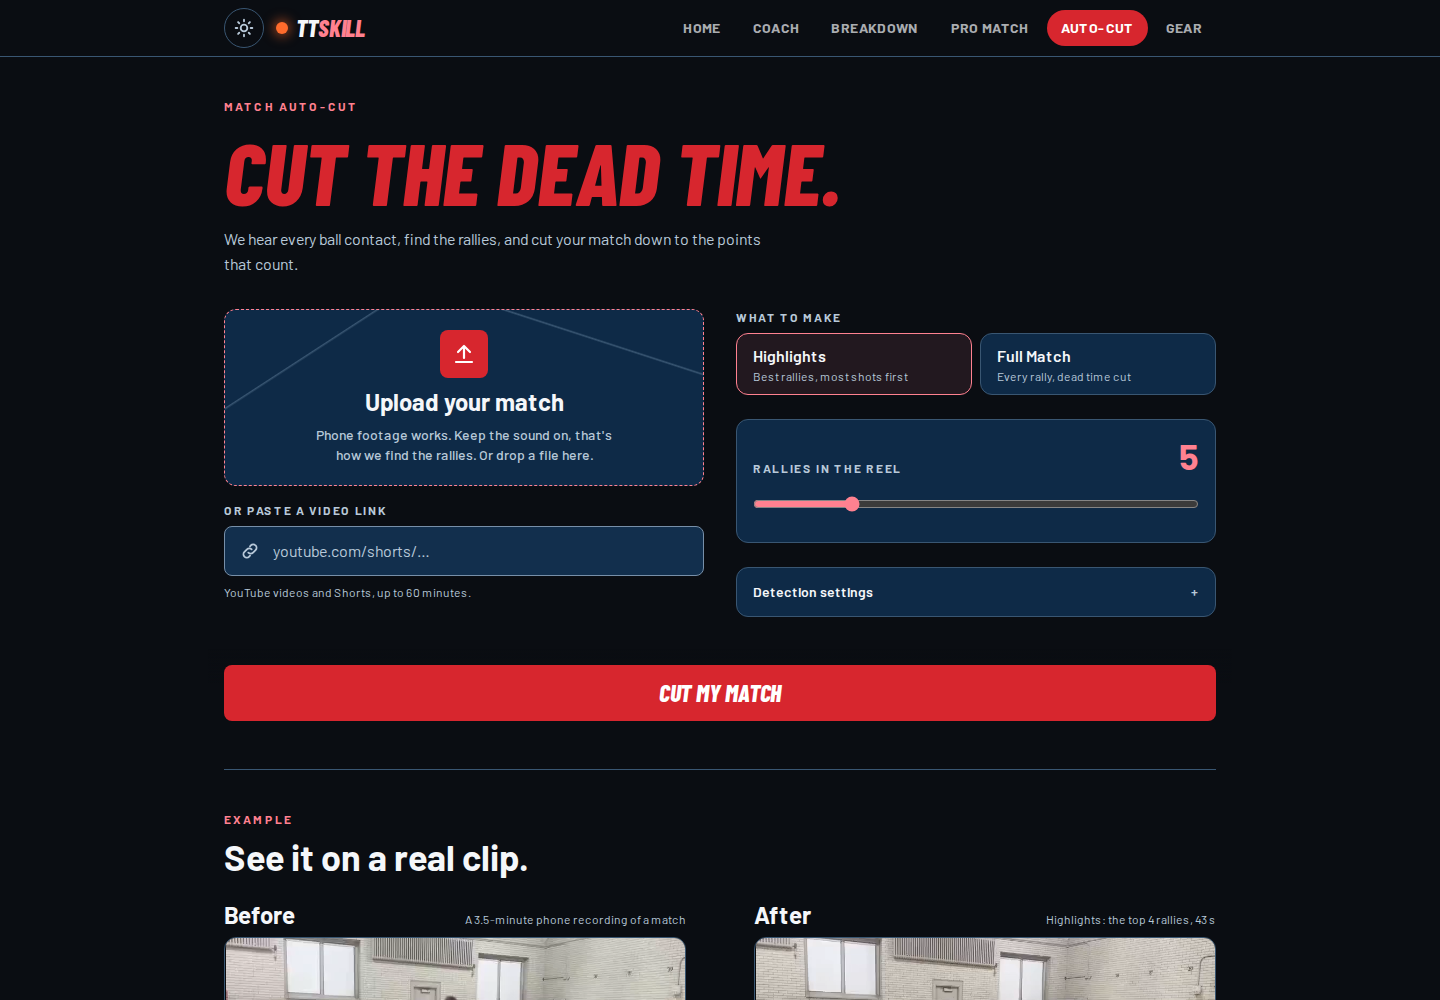 TTSKILL
HOME
COACH
BREAKDOWN
PRO MATCH
AUTO-CUT
GEAR
MATCH AUTO-CUT
CUT THE DEAD TIME.
We hear every ball contact, find the rallies, and cut your match down to the points
that count.
Upload your match
Phone footage works. Keep the sound on, that's
how we find the rallies. Or drop a file here.
OR PASTE A VIDEO LINK
youtube.com/shorts/...
YouTube videos and Shorts, up to 60 minutes.
WHAT TO MAKE
Highlights
Best rallies, most shots first
Full Match
Every rally, dead time cut
RALLIES IN THE REEL
5
Detection settings
+
CUT MY MATCH
EXAMPLE
See it on a real clip.
Before
A 3.5-minute phone recording of a match
After
Highlights: the top 4 rallies, 43 s